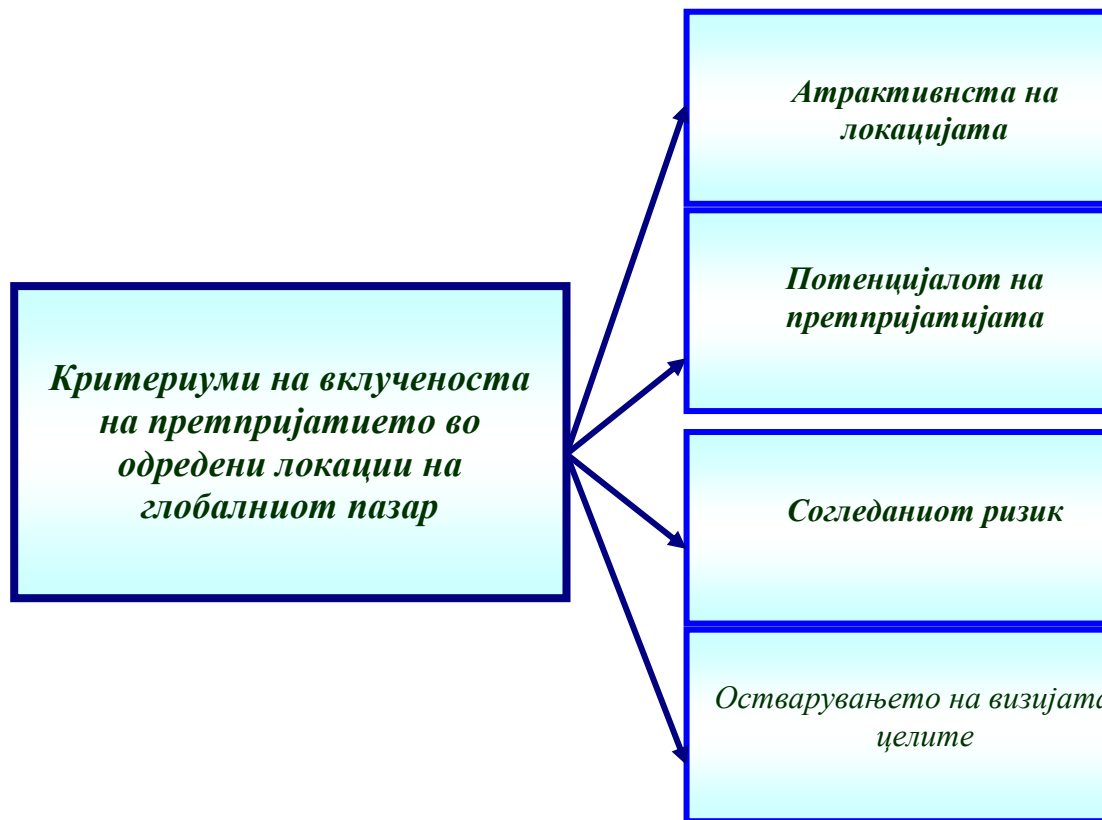 Атрактивнста на
локацијата
Потенцијалот на
претпријатијата
Критериуми на вклученоста
на претпријатието во
одредени локации на
глобалниот пазар
Согледаниот ризик
Остварувањето на визијата
целите